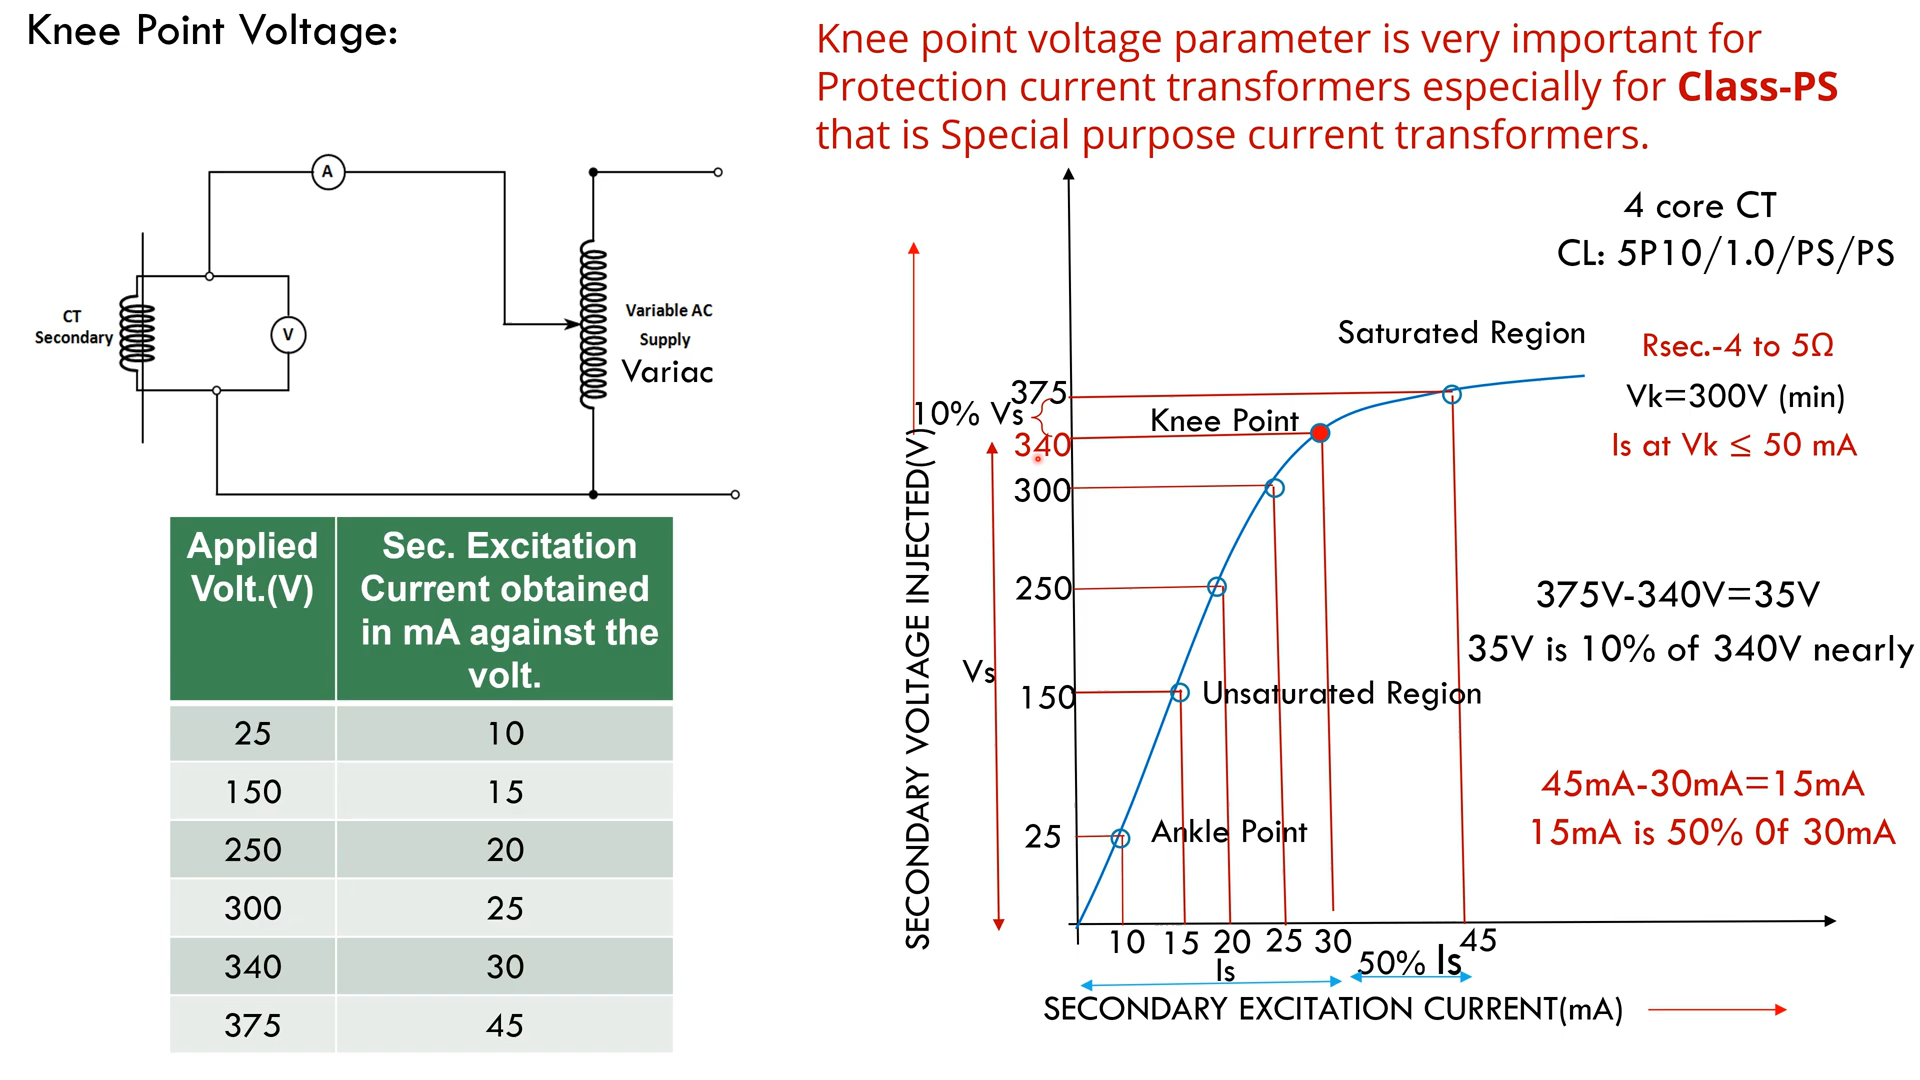 Knee Point Voltage:
Knee point voltage parameter is very important for
Protection current transformers especially for Class-PS
that is Special purpose current transformers.
A
CT
Secondary
V
Variable AC
Supply
Variac
Applied Volt.(V)
Sec. Excitation
Current obtained
in mA against the
volt.
25 10
150 15
250 20
300 25
340 30
375 45
4 core CT
CL: 5P10/1.0/PS/PS
Saturated Region
Rsec.-4 to 5Ω
Vk=300V (min)
Is at Vk ≤ 50 mA
375
10% Vs
Knee Point
340
300
250
Vs
150
Unsaturated Region
25
Ankle Point
SECONDARY VOLTAGE INJECTED(V)
375V-340V=35V
35V is 10% of 340V nearly
45mA-30mA=15mA
15mA is 50% 0f 30mA
10 15 20 25 30 45
Is
50% Is
SECONDARY EXCITATION CURRENT(mA)